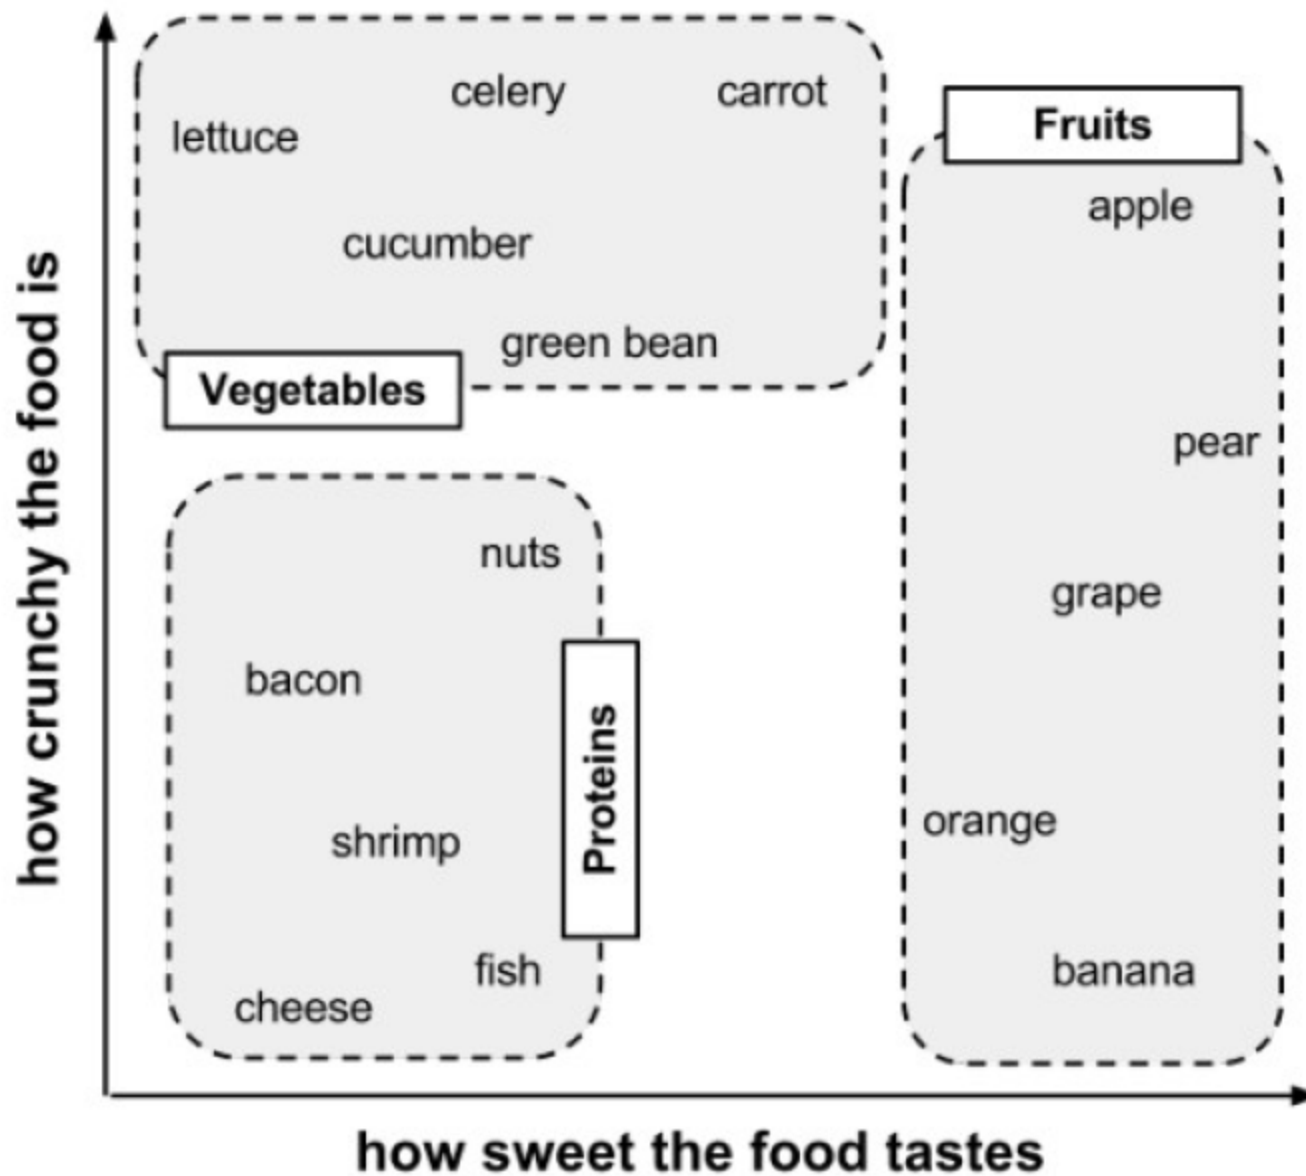 celery
carrot
Fruits
lettuce
apple
cucumber
green bean
Vegetables
pear
nuts
grape
bacon
Proteins
orange
shrimp
fish
banana
cheese
how crunchy the food is
how sweet the food tastes